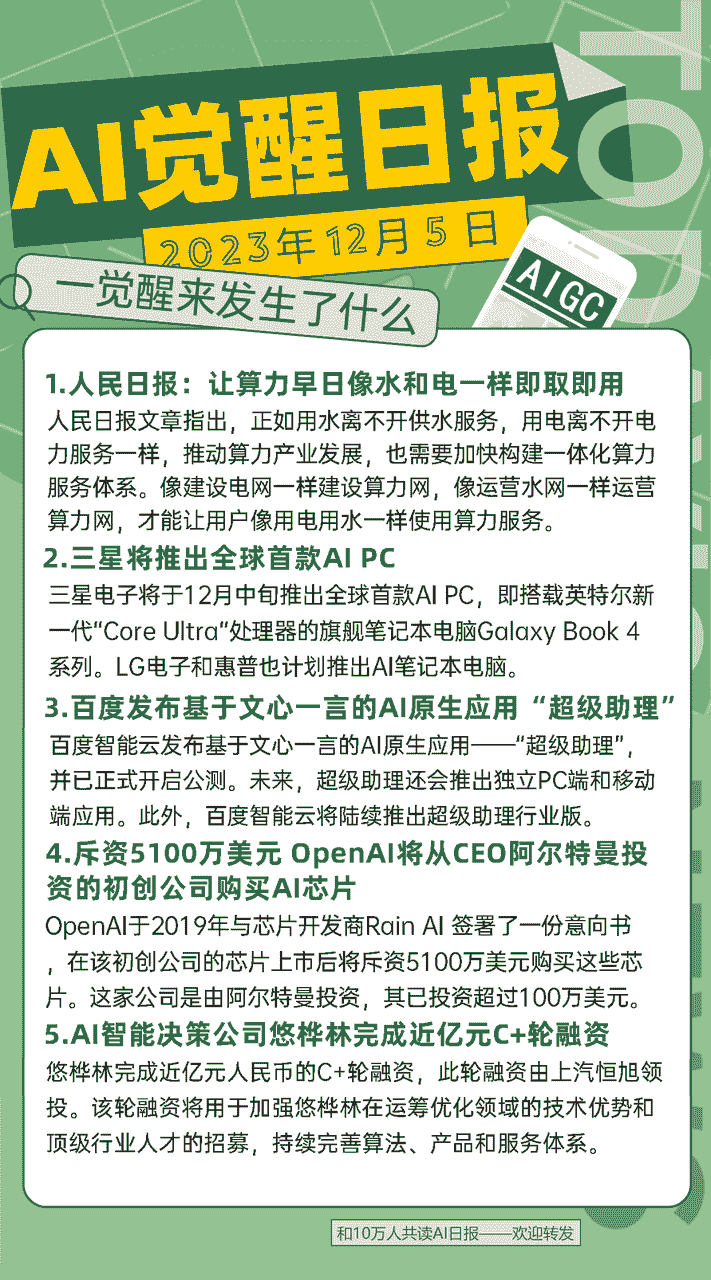 AI觉醒日报
2023年12月5日
一觉醒来发生了什么
AIGC
1.人民日报：让算力早日像水和电一样即取即用
人民日报文章指出，正如用水离不开供水服务，用电离不开电
力服务一样，推动算力产业发展，也需要加快构建一体化算力
服务体系。像建设电网一样建设算力网，像运营水网一样运营
算力网，才能让用户像用电用水一样使用算力服务。
2.三星将推出全球首款AI PC
三星电子将于12月中旬推出全球首款AI PC，即搭载英特尔新
一代“Core Ultra”处理器的旗舰笔记本电脑Galaxy Book 4
系列。LG电子和惠普也计划推出AI笔记本电脑。
3.百度发布基于文心一言的AI原生应用“超级助理”
百度智能云发布基于文心一言的AI原生应用——“超级助理”，
并已正式开启公测。未来，超级助理还会推出独立PC端和移动
端应用。此外，百度智能云将陆续推出超级助理行业版。
4.斥资5100万美元 OpenAI将从CEO阿尔特曼投
资的初创公司购买AI芯片
OpenAI于2019年与芯片开发商Rain AI 签署了一份意向书
，在该初创公司的芯片上市后将斥资5100万美元购买这些芯
片。这家公司是由阿尔特曼投资，其已投资超过100万美元。
5.AI智能决策公司悠桦林完成近亿元C+轮融资
悠桦林完成近亿元人民币的C+轮融资，此轮融资由上汽恒旭领
投。该轮融资将用于加强悠桦林在运筹优化领域的技术优势和
顶级行业人才的招募，持续完善算法、产品和服务体系。
和10万人共读AI日报——欢迎转发